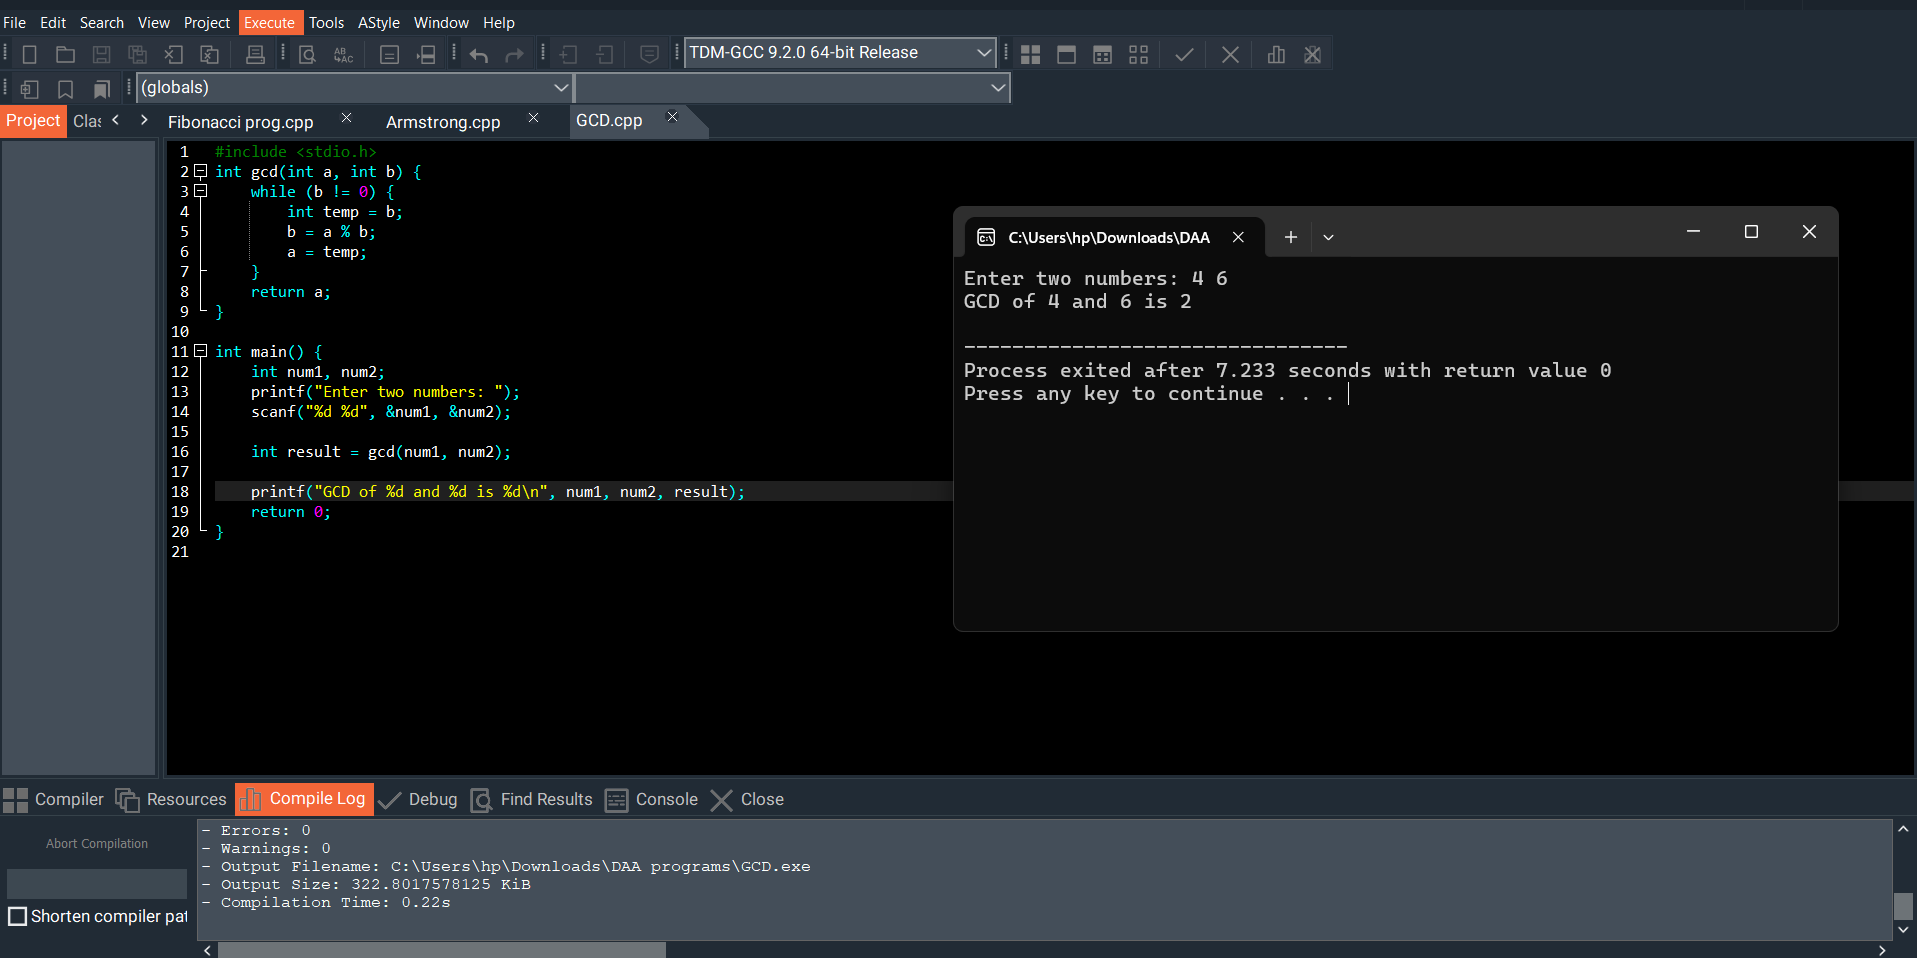 File Edit Search View Project Execute Tools AStyle Window Help
TDM-GCC 9.2.0 64-bit Release
(globals)
Project Clas
Fibonacci prog.cpp Armstrong.cpp GCD.cpp
1 #include <stdio.h>
2 int gcd(int a, int b) {
3     while (b != 0) {
4         int temp = b;
5         b = a % b;
6         a = temp;
7     }
8     return a;
9 }
10
11 int main() {
12     int num1, num2;
13     printf("Enter two numbers: ");
14     scanf("%d %d", &num1, &num2);
15
16     int result = gcd(num1, num2);
17
18     printf("GCD of %d and %d is %d\n", num1, num2, result);
19     return 0;
20 }
21
C:\Users\hp\Downloads\DAA
Enter two numbers: 4 6
GCD of 4 and 6 is 2
--------------------------------
Process exited after 7.233 seconds with return value 0
Press any key to continue . . .
Compiler Resources Compile Log Debug Find Results Console Close
Abort Compilation
Shorten compiler pat
- Errors: 0
- Warnings: 0
- Output Filename: C:\Users\hp\Downloads\DAA programs\GCD.exe
- Output Size: 322.8017578125 KiB
- Compilation Time: 0.22s